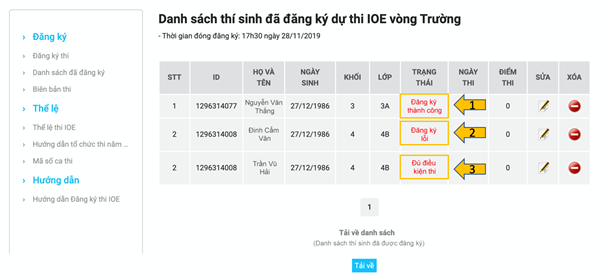 Đăng ký
Đăng ký thi
Danh sách đã đăng ký
Biên bản thi
Thể lệ
Thể lệ thi IOE
Hướng dẫn tổ chức thi năm ...
Mã số ca thi
Hướng dẫn
Hướng dẫn Đăng ký thi IOE
Danh sách thí sinh đã đăng ký dự thi IOE vòng Trường
- Thời gian đóng đăng ký: 17h30 ngày 28/11/2019
STT ID HỌ VÀ TÊN NGÀY SINH KHỐI LỚP TRẠNG THÁI NGÀY THI ĐIỂM THI SỬA XÓA
1 1296314077 Nguyễn Văn Thắng 27/12/1986 3 3A Đăng ký thành công 1 0
2 1296314008 Đinh Cẩm Vân 27/12/1986 4 4B Đăng ký lỗi 2 0
2 1296314008 Trần Vũ Hải 27/12/1986 4 4B Đủ điều kiện thi 3 0
1
Tải về danh sách
(Danh sách thí sinh đã được đăng ký)
Tải về